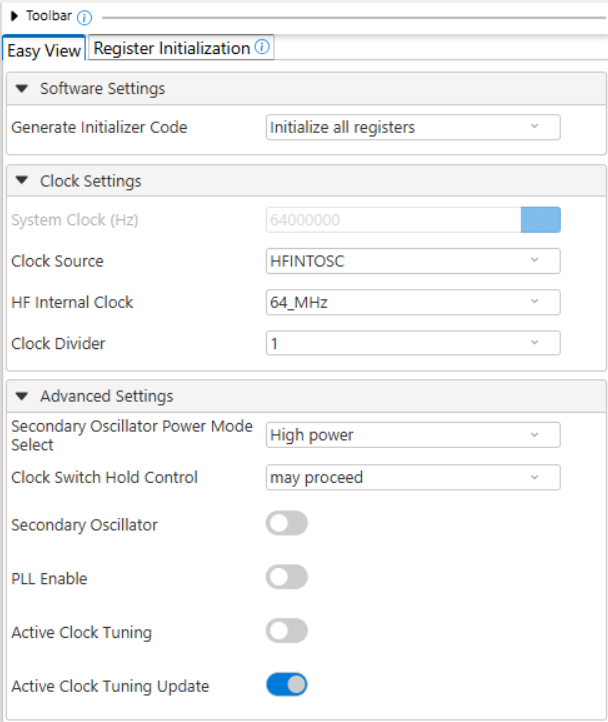 Toolbar
Easy View Register Initialization
Software Settings
Generate Initializer Code Initialize all registers
Clock Settings
System Clock (Hz) 64000000
Clock Source HFINTOSC
HF Internal Clock 64_MHz
Clock Divider 1
Advanced Settings
Secondary Oscillator Power Mode
Select High power
Clock Switch Hold Control may proceed
Secondary Oscillator
PLL Enable
Active Clock Tuning
Active Clock Tuning Update